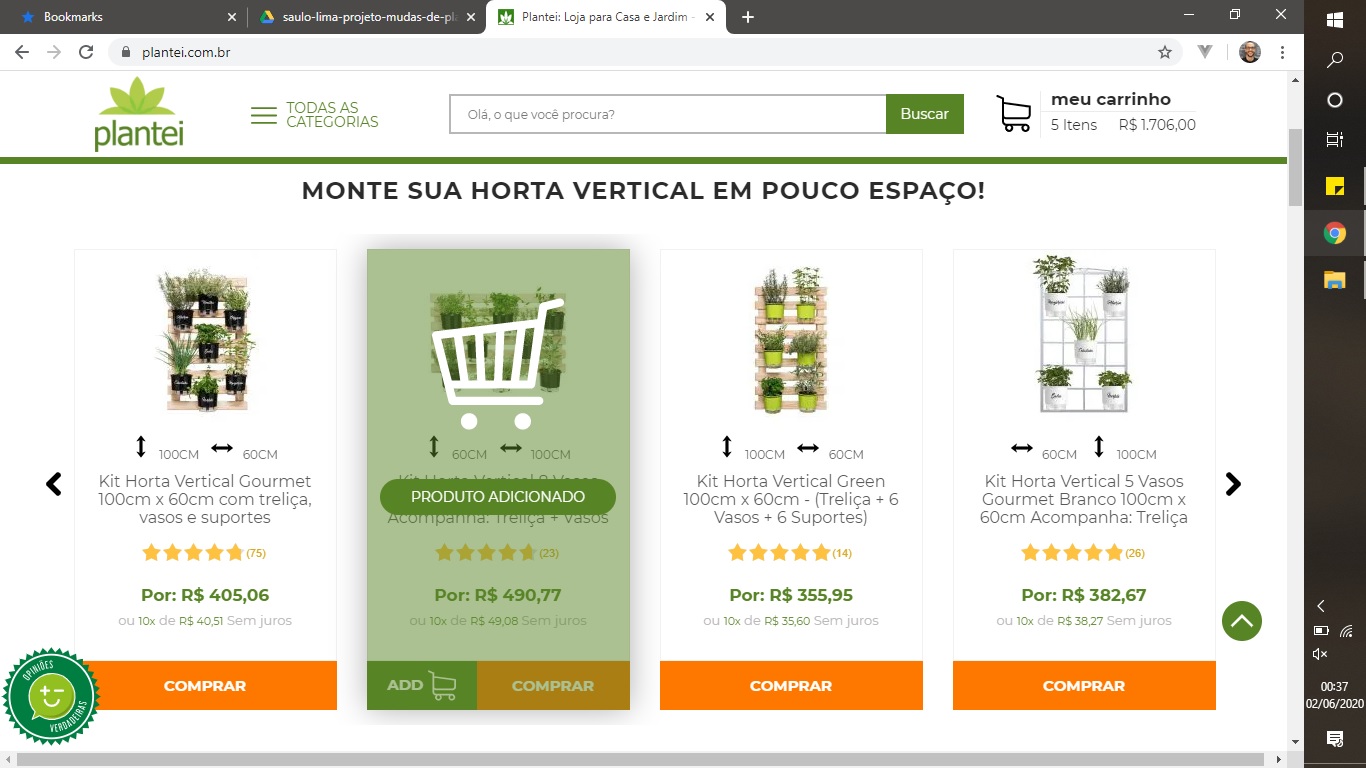 Bookmarks
saulo-lima-projeto-mudas-de-pla
Plantei: Loja para Casa e Jardim -
plantei.com.br
plantei
TODAS AS
CATEGORIAS
Olá, o que você procura?
Buscar
meu carrinho
5 Itens R$ 1.706,00
MONTE SUA HORTA VERTICAL EM POUCO ESPAÇO!
100CM 60CM
Kit Horta Vertical Gourmet
100cm x 60cm com treliça,
vasos e suportes
(75)
Por: R$ 405,06
ou 10x de R$ 40,51 Sem juros
COMPRAR
60CM 100CM
Kit Horta Vertical 9 Vasos
PRODUTO ADICIONADO
Acompanha: Treliça + Vasos
(23)
Por: R$ 490,77
ou 10x de R$ 49,08 Sem juros
ADD
COMPRAR
100CM 60CM
Kit Horta Vertical Green
100cm x 60cm - (Treliça + 6
Vasos + 6 Suportes)
(14)
Por: R$ 355,95
ou 10x de R$ 35,60 Sem juros
COMPRAR
60CM 100CM
Kit Horta Vertical 5 Vasos
Gourmet Branco 100cm x
60cm Acompanha: Treliça
(26)
Por: R$ 382,67
ou 10x de R$ 38,27 Sem juros
COMPRAR
OPINIÕES
VERDADEIRAS
00:37
02/06/2020